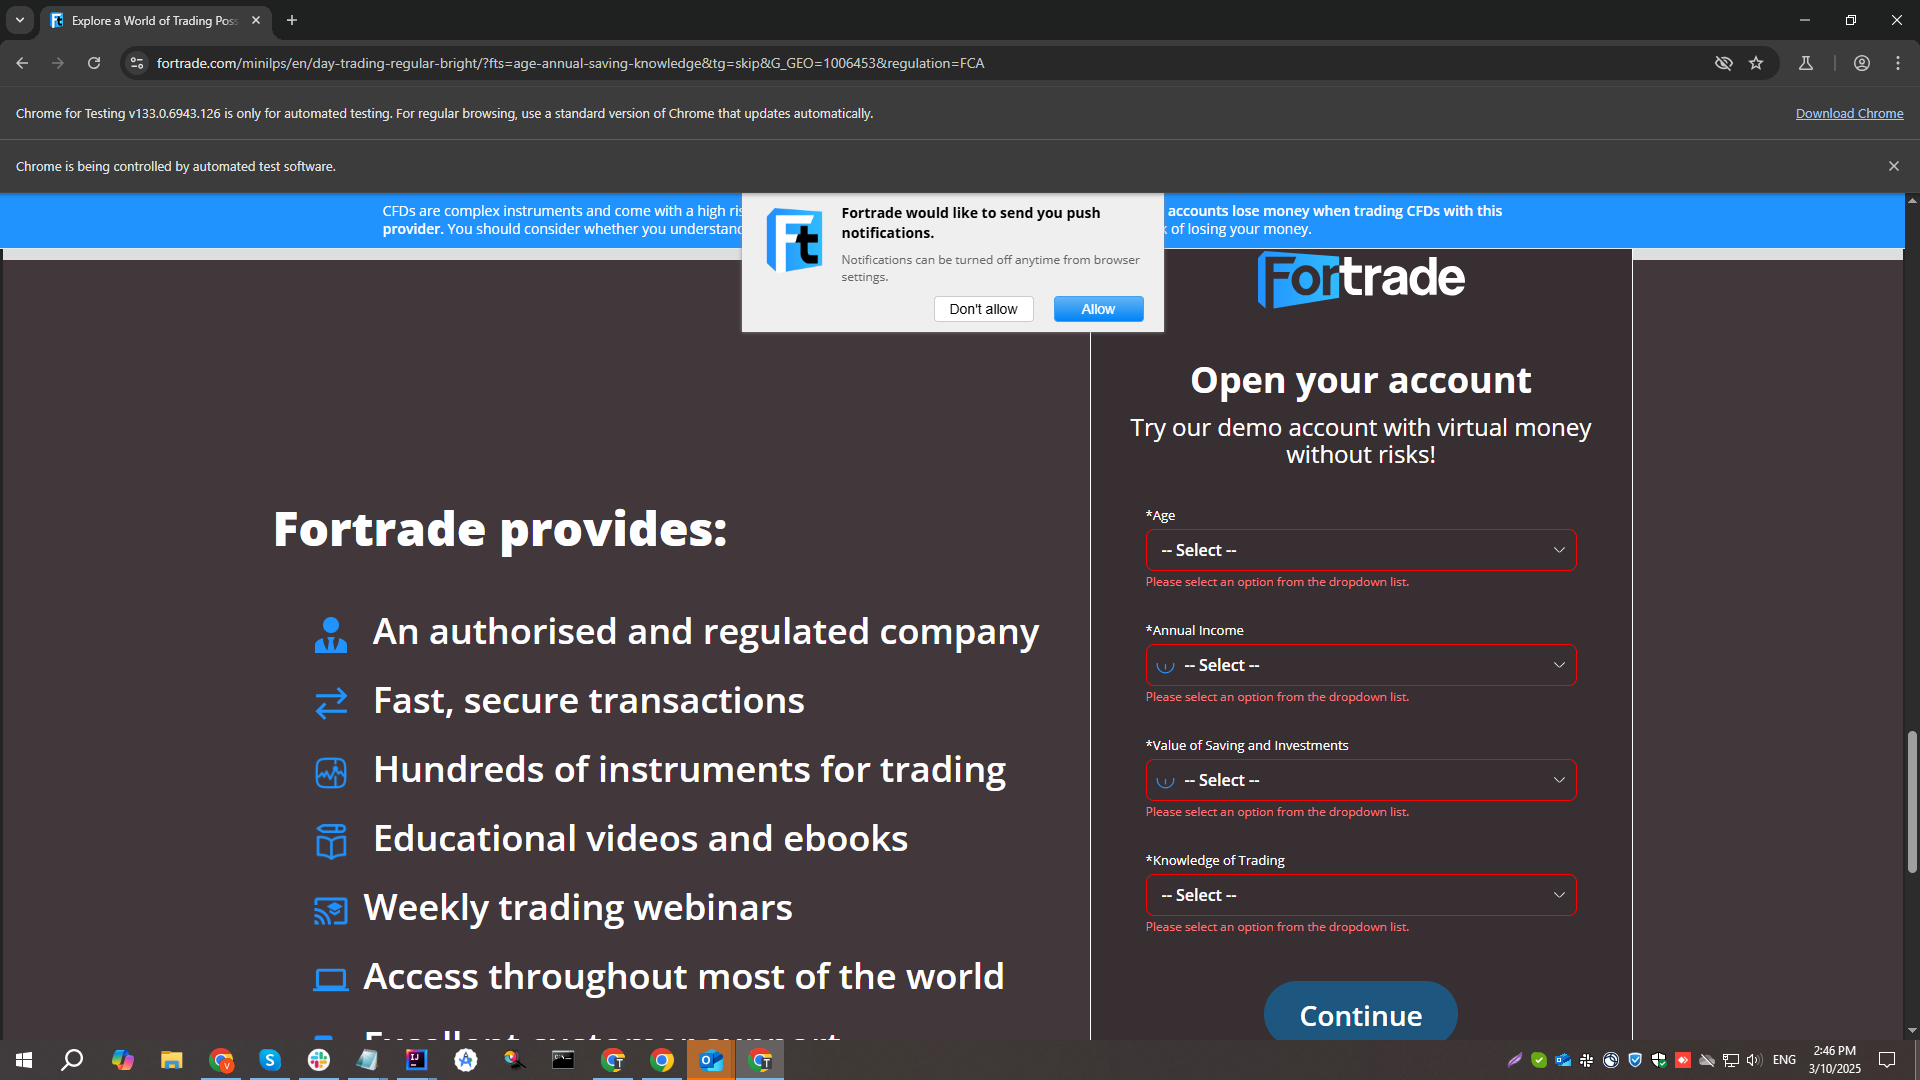 Explore a World of Trading Poss
fortrade.com/minilps/en/day-trading-regular-bright/?fts=age-annual-saving-knowledge&tg=skip&G_GEO=1006453&regulation=FCA
Chrome for Testing v133.0.6943.126 is only for automated testing. For regular browsing, use a standard version of Chrome that updates automatically.
Download Chrome
Chrome is being controlled by automated test software.
CFDs are complex instruments and come with a high
accounts lose money when trading CFDs with this
provider. You should consider whether you understand
of losing your money.
Ft
Fortrade would like to send you push
notifications.
Notifications can be turned off anytime from browser
settings.
Don't allow
Allow
Fortrade
Open your account
Try our demo account with virtual money
without risks!
*Age
-- Select --
Please select an option from the dropdown list.
*Annual Income
-- Select --
Please select an option from the dropdown list.
*Value of Saving and Investments
-- Select --
Please select an option from the dropdown list.
*Knowledge of Trading
-- Select --
Please select an option from the dropdown list.
Continue
Fortrade provides:
An authorised and regulated company
Fast, secure transactions
Hundreds of instruments for trading
Educational videos and ebooks
Weekly trading webinars
Access throughout most of the world
Excellent customer support
ENG
2:46 PM
3/10/2025